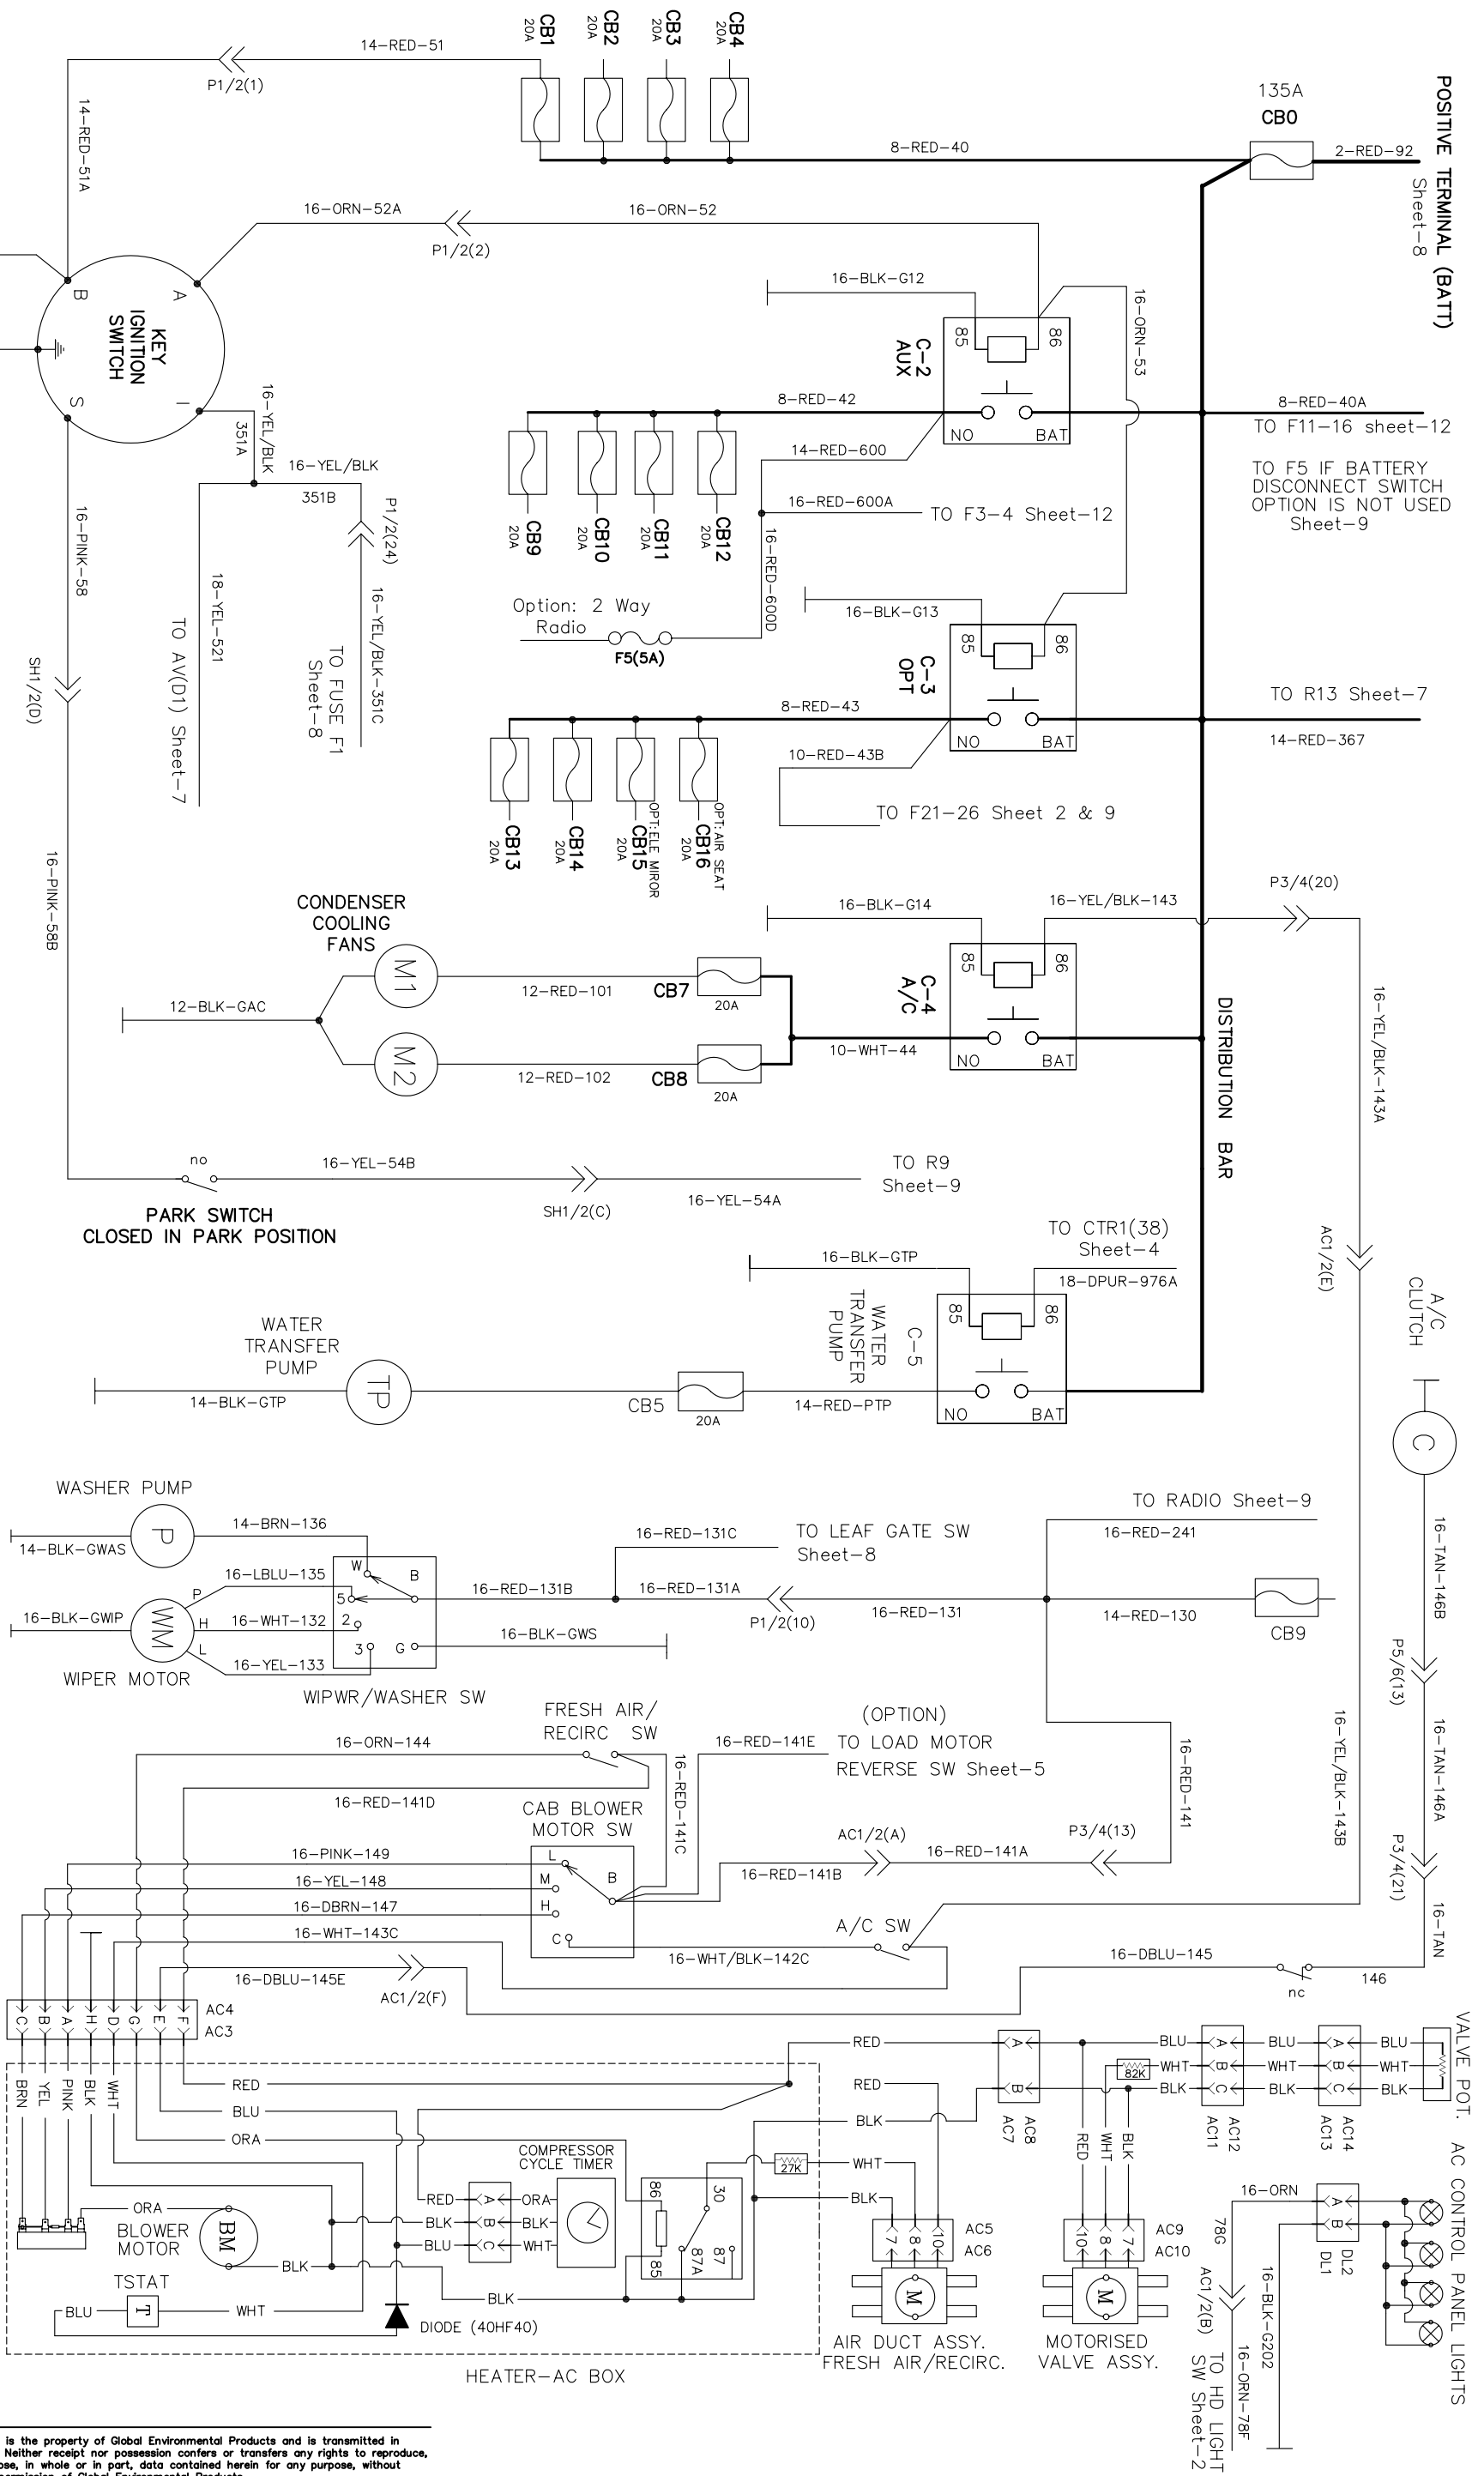 CB1
20A
CB2
20A
CB3
20A
CB4
20A
14-RED-51
P1/2(1)
135A
CB0
2-RED-92
POSITIVE TERMINAL (BATT)
Sheet-8
8-RED-40
14-RED-51A
16-ORN-52A
P1/2(2)
16-ORN-52
16-BLK-G12
16-ORN-53
85
86
C-2
AUX
NO
BAT
B
A
S
I
KEY
IGNITION
SWITCH
16-YEL/BLK
351A
16-YEL/BLK
351B
P1/2(24)
16-YEL/BLK-351C
TO FUSE F1
Sheet-8
18-YEL-521
TO AV(D1) Sheet-7
16-PINK-58
SH1/2(D)
16-PINK-58B
8-RED-42
14-RED-600
16-RED-600A
TO F3-4 Sheet-12
16-RED-600D
8-RED-40A
TO F11-16 sheet-12
TO F5 IF BATTERY
DISCONNECT SWITCH
OPTION IS NOT USED
Sheet-9
CB9
20A
CB10
20A
CB11
20A
CB12
20A
Option: 2 Way
Radio
F5(5A)
16-BLK-G13
85
86
C-3
OPT
NO
BAT
8-RED-43
10-RED-43B
TO F21-26 Sheet 2 & 9
TO R13 Sheet-7
14-RED-367
CB13
20A
CB14
20A
CB15
20A
OPT:ELE MIROR
CB16
20A
OPT:AIR SEAT
P3/4(20)
16-BLK-G14
16-YEL/BLK-143
85
86
C-4
A/C
NO
BAT
CONDENSER
COOLING
FANS
M1
12-RED-101
CB7
20A
12-BLK-GAC
M2
12-RED-102
CB8
20A
10-WHT-44
DISTRIBUTION BAR
16-YEL/BLK-143A
AC1/2(E)
no
16-YEL-54B
SH1/2(C)
16-YEL-54A
TO R9
Sheet-9
PARK SWITCH
CLOSED IN PARK POSITION
TO CTR1(38)
Sheet-4
16-BLK-GTP
18-DPUR-976A
85
86
C-5
WATER
TRANSFER
PUMP
NO
BAT
WATER
TRANSFER
PUMP
TP
14-BLK-GTP
CB5
20A
14-RED-PTP
A/C
CLUTCH
C
16-TAN-146B
P5/6(13)
16-TAN-146A
P3/4(21)
16-TAN
WASHER PUMP
P
14-BRN-136
14-BLK-GWAS
16-LBLU-135
P
16-BLK-GWIP
WM
H
16-WHT-132
L
16-YEL-133
WIPER MOTOR
W
B
5
2
3
G
WIPWR/WASHER SW
16-RED-131C
TO LEAF GATE SW
Sheet-8
16-RED-131B
16-RED-131A
P1/2(10)
16-RED-131
16-BLK-GWS
TO RADIO Sheet-9
16-RED-241
14-RED-130
CB9
FRESH AIR/
RECIRC SW
16-ORN-144
16-RED-141D
16-RED-141C
16-RED-141E
(OPTION)
TO LOAD MOTOR
REVERSE SW Sheet-5
16-RED-141
16-YEL/BLK-143B
CAB BLOWER
MOTOR SW
L
M
H
C
B
16-PINK-149
16-YEL-148
16-DBRN-147
16-WHT-143C
AC1/2(A)
16-RED-141B
16-RED-141A
P3/4(13)
A/C SW
16-WHT/BLK-142C
16-DBLU-145E
AC1/2(F)
16-DBLU-145
nc
146
C
B
A
H
D
G
E
F
AC4
AC3
BRN
YEL
PINK
BLK
WHT
RED
BLU
ORA
ORA
BLOWER
MOTOR
BM
BLK
TSTAT
T
BLU
WHT
DIODE (40HF40)
COMPRESSOR
CYCLE TIMER
RED
A
ORA
BLK
B
BLK
BLU
C
WHT
BLK
86
85
30
87A
87
27K
HEATER-AC BOX
RED
RED
BLK
WHT
BLK
A
B
AC8
AC7
7
8
10
AC5
AC6
M
AIR DUCT ASSY.
FRESH AIR/RECIRC.
RED
WHT
BLK
10
8
7
AC9
AC10
M
MOTORISED
VALVE ASSY.
82K
BLU
WHT
BLK
A
B
C
AC12
AC11
BLU
WHT
BLK
A
B
C
AC14
AC13
BLU
WHT
BLK
VALVE POT.
AC CONTROL PANEL LIGHTS
16-ORN
78G
A
B
DL2
DL1
AC1/2(B)
16-BLK-G202
16-ORN-78F
TO HD LIGHT
SW Sheet-2
is the property of Global Environmental Products and is transmitted in
Neither receipt nor possession confers or transfers any rights to reproduce,
ose, in whole or in part, data contained herein for any purpose, without